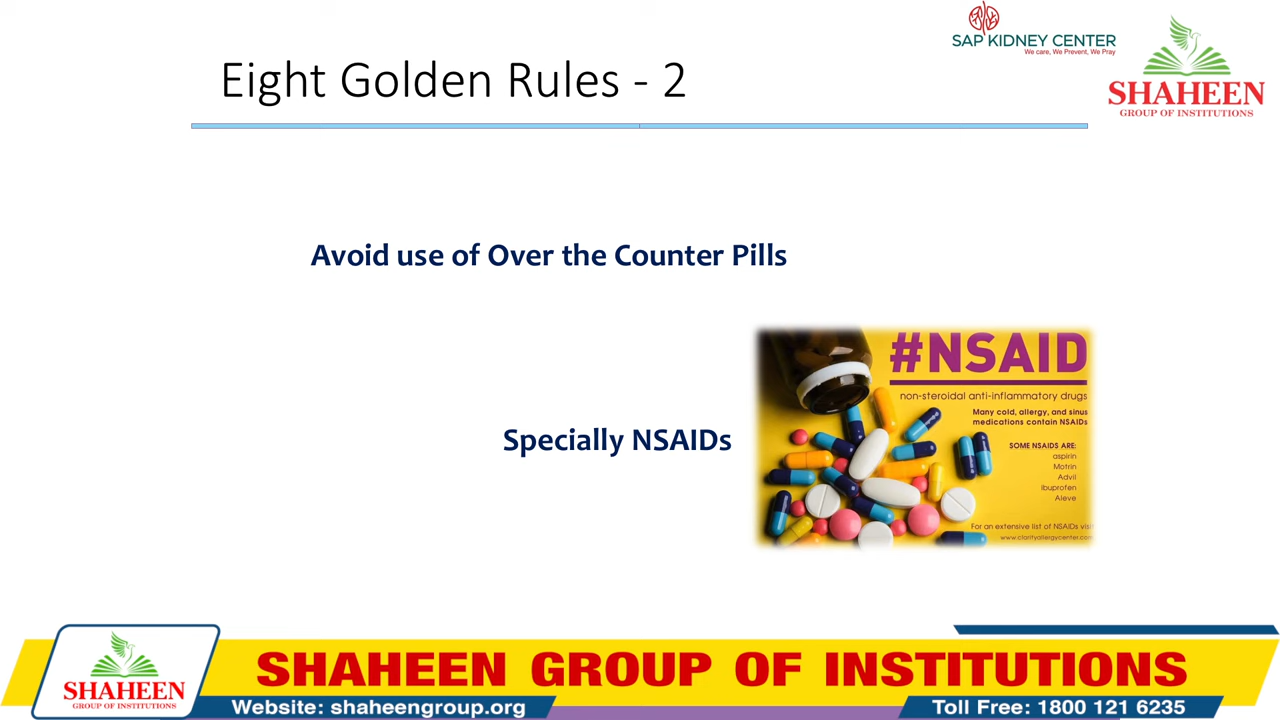 SAP KIDNEY CENTER
We care, We Prevent, We Pray
SHAHEEN
GROUP OF INSTITUTIONS
Eight Golden Rules - 2
Avoid use of Over the Counter Pills
Specially NSAIDs
#NSAID
non-steroidal anti-inflammatory drugs
Many cold, allergy, and sinus
medications contain NSAIDs
SOME NSAIDS ARE:
aspirin
Motrin
Advil
ibuprofen
Aleve
For an extensive list of NSAIDs visit
www.clarityallergycenter.com
SHAHEEN
GROUP OF INSTITUTIONS
SHAHEEN GROUP OF INSTITUTIONS
Website: shaheengroup.org
Toll Free: 1800 121 6235